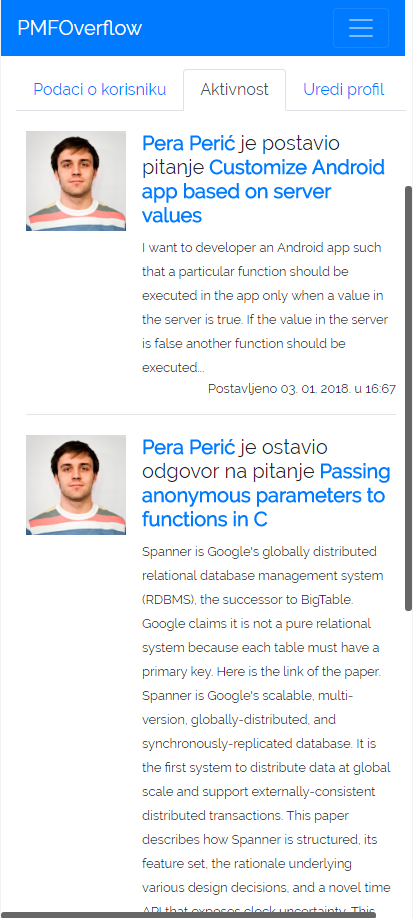 PMFOverflow
Podaci o korisniku
Aktivnost
Uredi profil
Pera Perić je postavio
pitanje Customize Android
app based on server
values
I want to developer an Android app such
that a particular function should be
executed in the app only when a value in
the server is true. If the value in the server
is false another function should be
executed...
Postavljeno 03. 01. 2018. u 16:67
Pera Perić je ostavio
odgovor na pitanje Passing
anonymous parameters to
functions in C
Spanner is Google's globally distributed
relational database management system
(RDBMS), the successor to BigTable.
Google claims it is not a pure relational
system because each table must have a
primary key. Here is the link of the paper.
Spanner is Google's scalable, multi-
version, globally-distributed, and
synchronously-replicated database. It is
the first system to distribute data at global
scale and support externally-consistent
distributed transactions. This paper
describes how Spanner is structured, its
feature set, the rationale underlying
various design decisions, and a novel time
API that exposes clock uncertainty. This